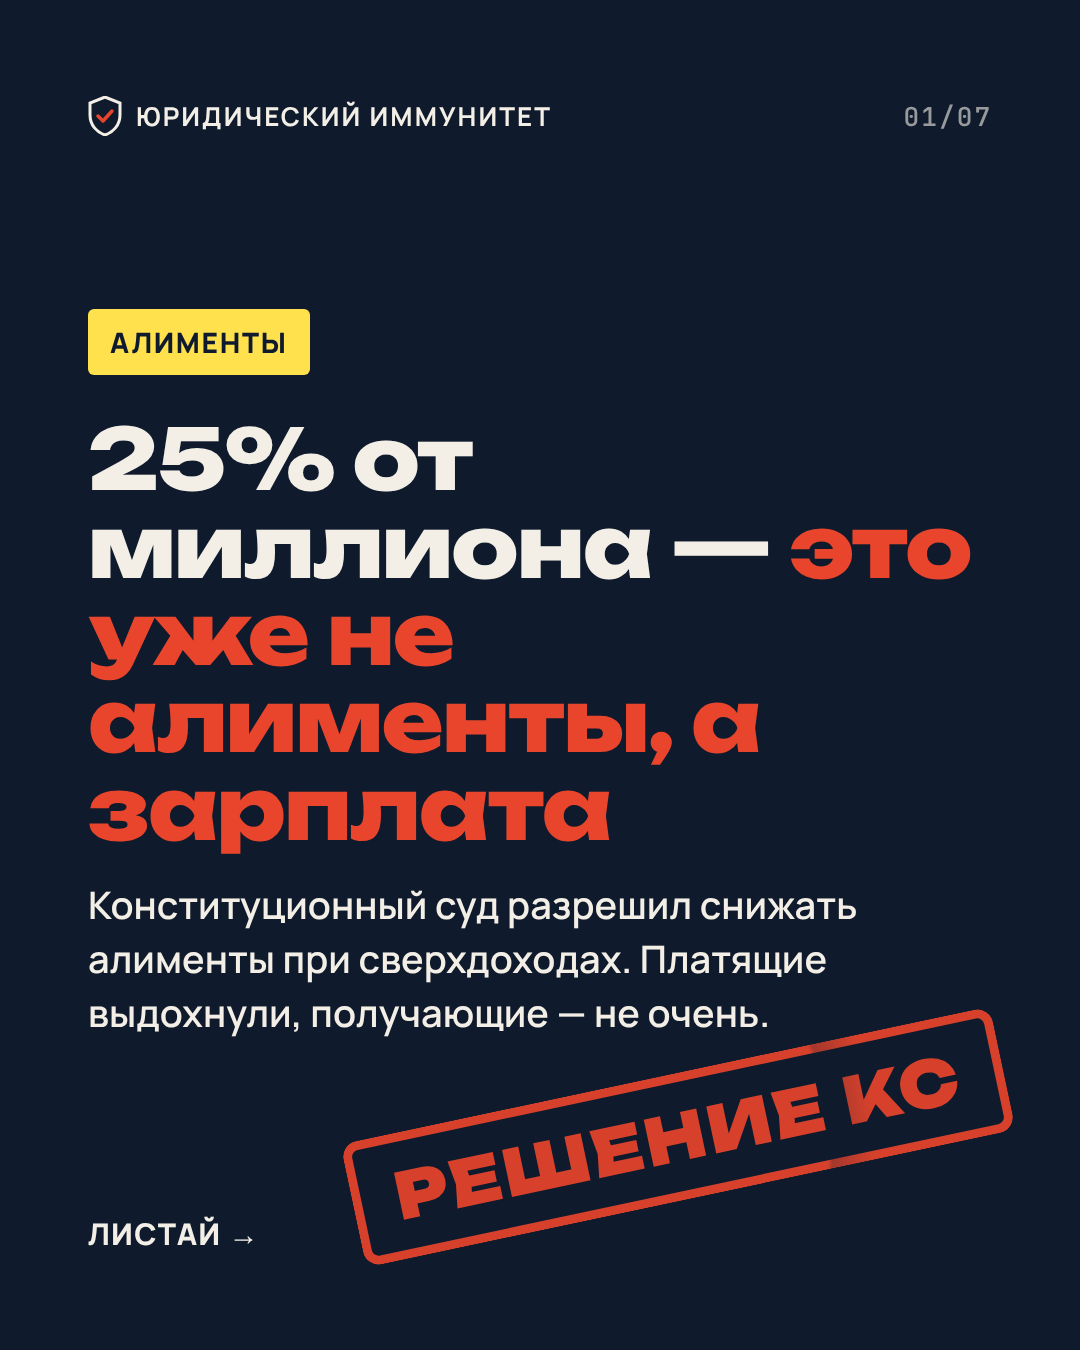 ЮРИДИЧЕСКИЙ ИММУНИТЕТ
01/07
АЛИМЕНТЫ
25% от
миллиона — это
уже не
алименты, а
зарплата
Конституционный суд разрешил снижать
алименты при сверхдоходах. Платящие
выдохнули, получающие — не очень.
РЕШЕНИЕ КС
ЛИСТАЙ →